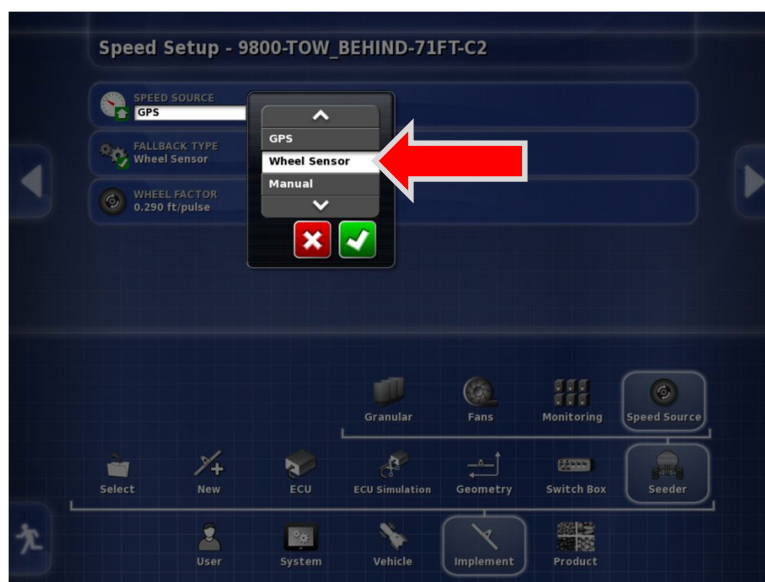 Speed Setup - 9800-TOW_BEHIND-71FT-C2
SPEED SOURCE
GPS
FALLBACK TYPE
Wheel Sensor
WHEEL FACTOR
0.290 ft/pulse
GPS
Wheel Sensor
Manual
Granular Fans Monitoring Speed Source
Select New ECU ECU Simulation Geometry Switch Box Seeder
User System Vehicle Implement Product